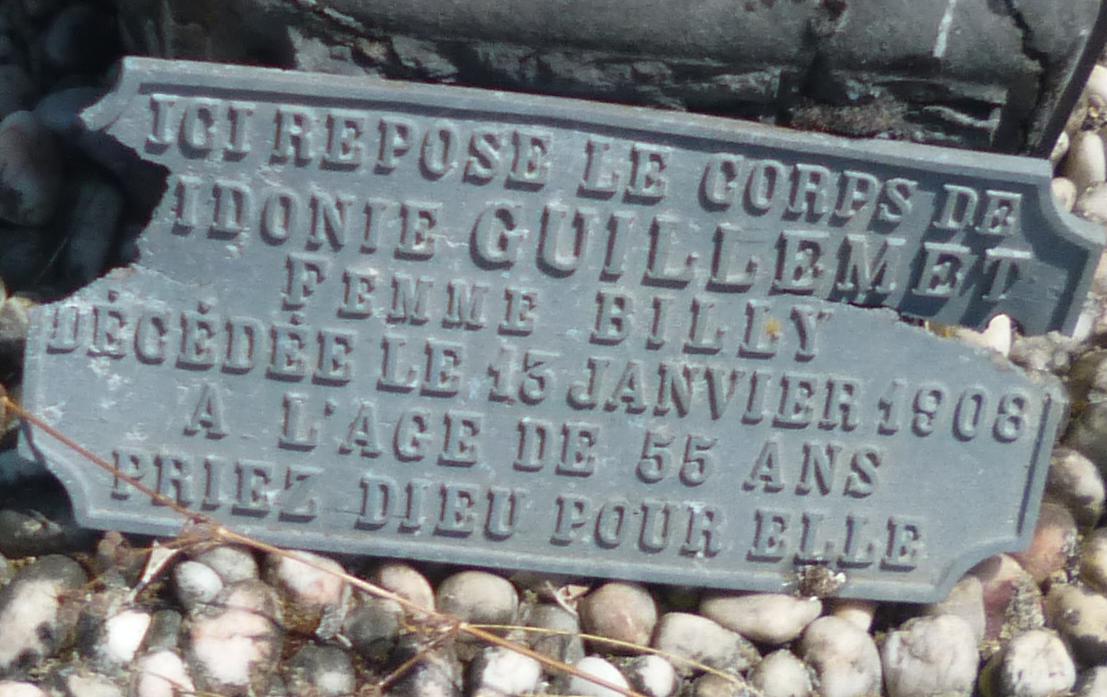 ICI REPOSE LE CORPS DE
IDONIE GUILLEMET
FEMME BILLY
DÉCÉDÉE LE 13 JANVIER 1908
A L'AGE DE 55 ANS
PRIEZ DIEU POUR ELLE